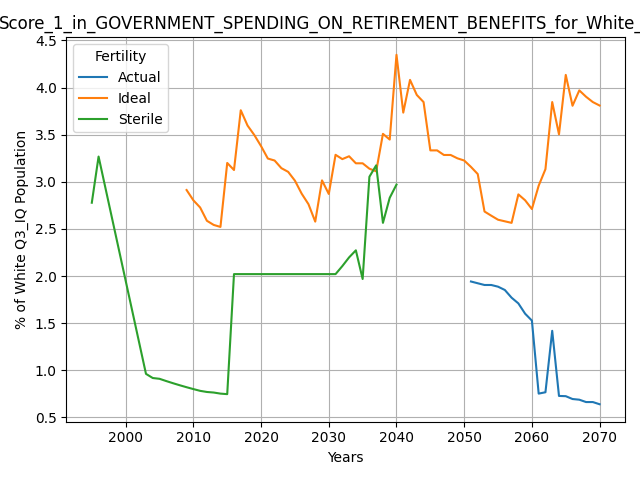 Score_1_in_GOVERNMENT_SPENDING_ON_RETIREMENT_BENEFITS_for_White_
4.5
4.0
3.5
3.0
2.5
2.0
1.5
1.0
0.5
% of White Q3_IQ Population
Fertility
Actual
Ideal
Sterile
2000 2010 2020 2030 2040 2050 2060 2070
Years